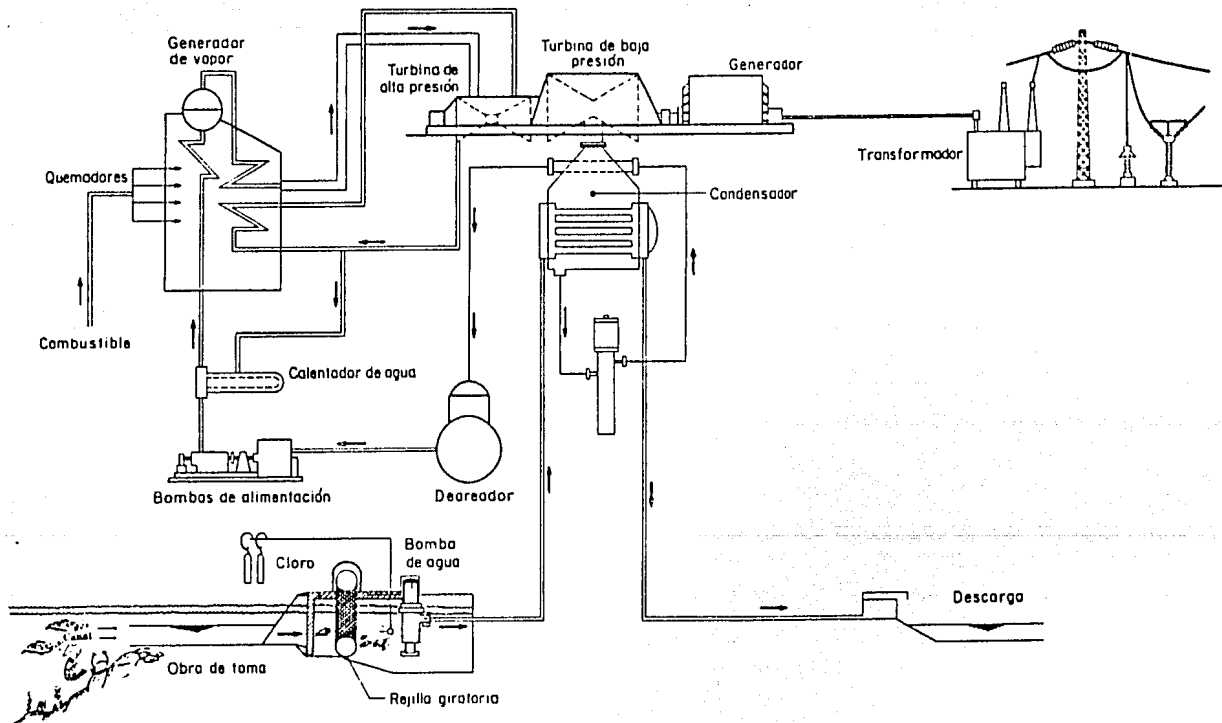 Generador
de vapor
Turbina de
alta presión
Turbina de baja
presión
Generador
Transformador
Quemadores
Condensador
Combustible
Calentador de agua
Bombas de alimentación
Deareador
Cloro
Bomba
de agua
Descarga
Canal
Obra de toma
Rejilla giratoria